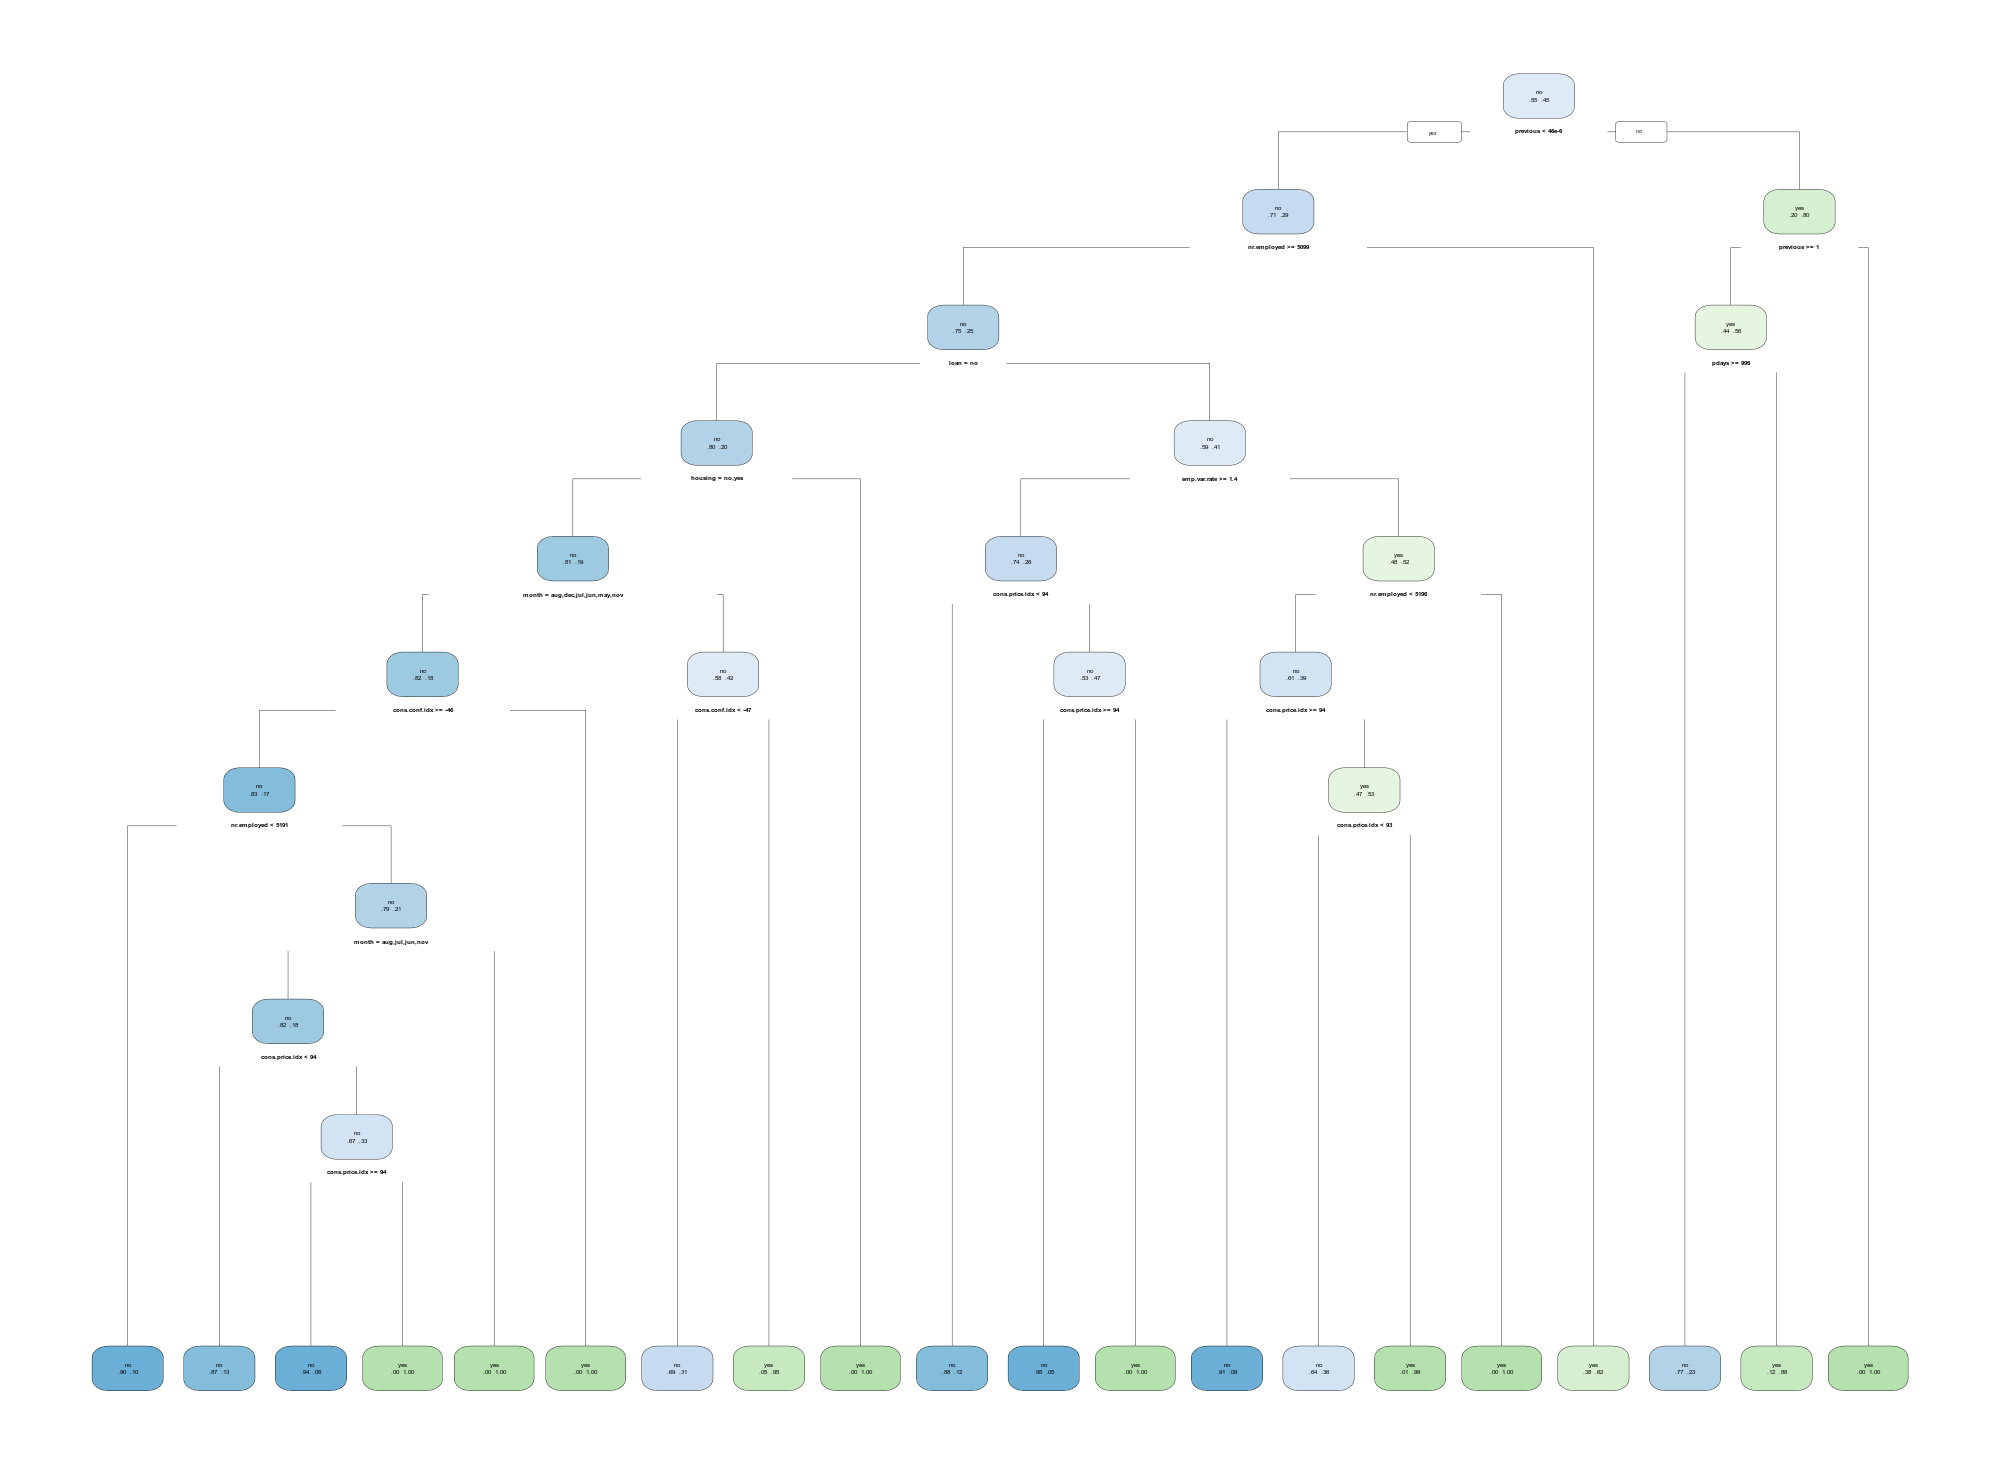 no
.55 .45
yes
previous < 46e-6
no
no
.71 .29
yes
.20 .80
nr.employed >= 5099
previous >= 1
no
.75 .25
yes
.44 .56
loan = no
pdays >= 996
no
.80 .20
no
.59 .41
housing = no,yes
emp.var.rate >= 1.4
no
.81 .19
no
.74 .26
yes
.48 .52
month = aug,dec,jul,jun,may,nov
cons.price.idx < 94
nr.employed < 5196
no
.82 .18
no
.58 .42
no
.53 .47
no
.61 .39
cons.conf.idx >= -46
cons.conf.idx < -47
cons.price.idx >= 94
cons.price.idx >= 94
no
.83 .17
yes
.47 .53
nr.employed < 5191
cons.price.idx < 93
no
.79 .21
month = aug,jul,jun,nov
no
.82 .18
cons.price.idx < 94
no
.67 .33
cons.price.idx >= 94
no
.90 .10
no
.87 .13
no
.94 .06
yes
.00 1.00
yes
.00 1.00
yes
.00 1.00
no
.69 .31
yes
.05 .95
yes
.00 1.00
no
.88 .12
no
.95 .05
yes
.00 1.00
no
.91 .09
no
.64 .36
yes
.01 .99
yes
.00 1.00
yes
.38 .62
no
.77 .23
yes
.12 .88
yes
.00 1.00